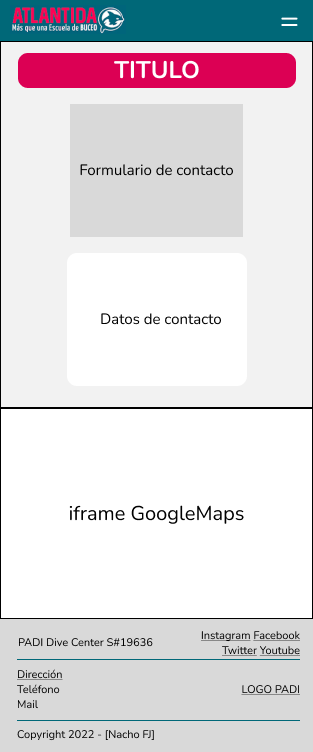 ATLANTIDA
Más que una Escuela de BUCEO
TITULO
Formulario de contacto
Datos de contacto
iframe GoogleMaps
PADI Dive Center S#19636
Instagram Facebook
Twitter Youtube
Dirección
Teléfono
LOGO PADI
Mail
Copyright 2022 - [Nacho FJ]